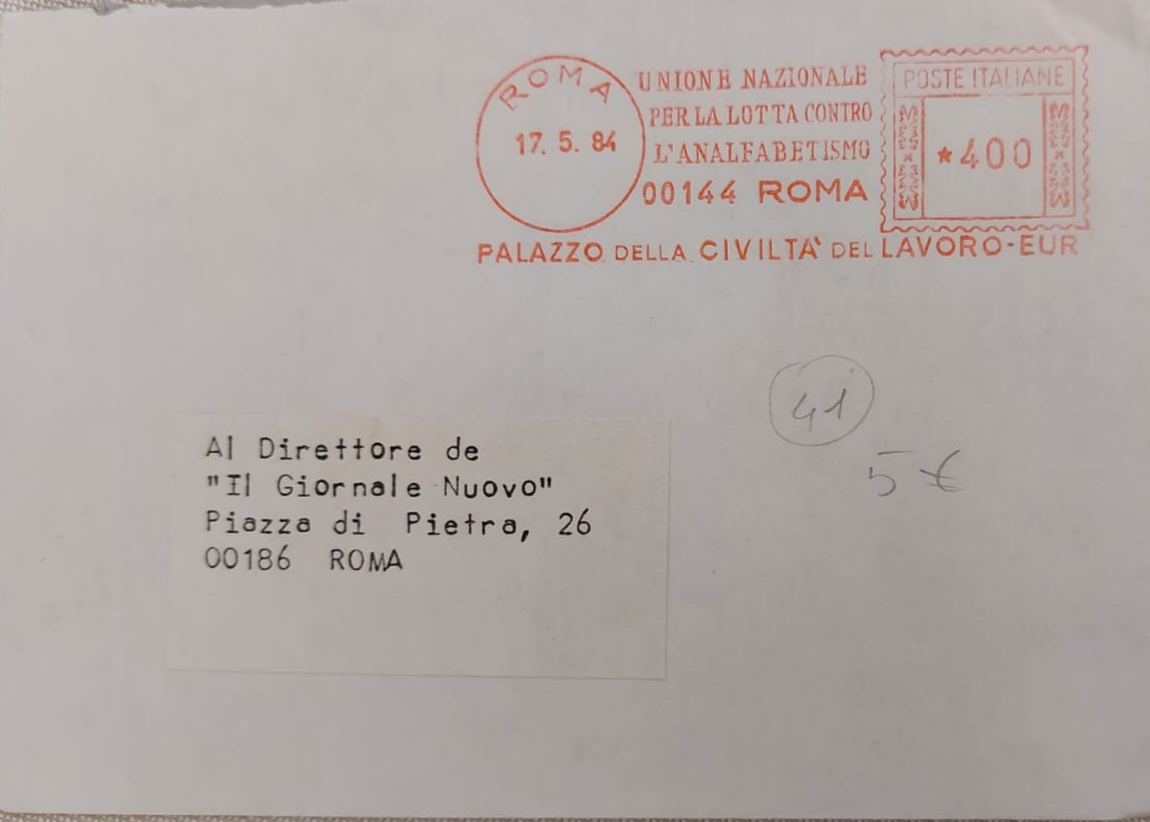 ROMA
17. 5. 84
UNIONE NAZIONALE
PER LA LOTTA CONTRO
L'ANALFABETISMO
00144 ROMA
POSTE ITALIANE
*400
PALAZZO DELLA CIVILTA' DEL LAVORO-EUR
41
5 €
Al Direttore de
"Il Giornale Nuovo"
Piazza di Pietra, 26
00186 ROMA